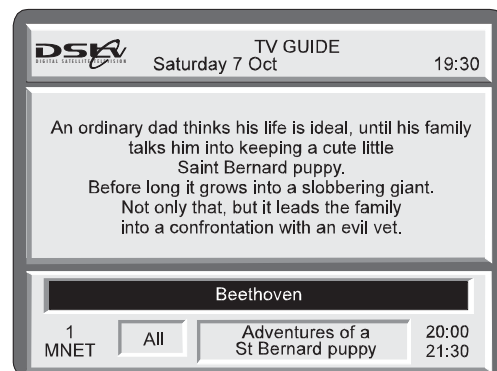 DStv
DIGITAL SATELLITE TELEVISION
TV GUIDE
Saturday 7 Oct 19:30
An ordinary dad thinks his life is ideal, until his family
talks him into keeping a cute little
Saint Bernard puppy.
Before long it grows into a slobbering giant.
Not only that, but it leads the family
into a confrontation with an evil vet.
Beethoven
1
MNET
All
Adventures of a
St Bernard puppy
20:00
21:30